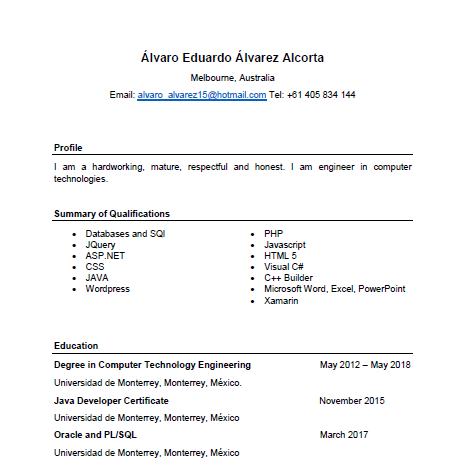 Álvaro Eduardo Álvarez Alcorta
Melbourne, Australia
Email: alvaro_alvarez15@hotmail.com Tel: +61 405 834 144
Profile
I am a hardworking, mature, respectful and honest. I am engineer in computer
technologies.
Summary of Qualifications
• Databases and SQl
• JQuery
• ASP.NET
• CSS
• JAVA
• Wordpress
• PHP
• Javascript
• HTML 5
• Visual C#
• C++ Builder
• Microsoft Word, Excel, PowerPoint
• Xamarin
Education
Degree in Computer Technology Engineering May 2012 – May 2018
Universidad de Monterrey, Monterrey, México.
Java Developer Certificate November 2015
Universidad de Monterrey, Monterrey, México
Oracle and PL/SQL March 2017
Universidad de Monterrey, Monterrey, México